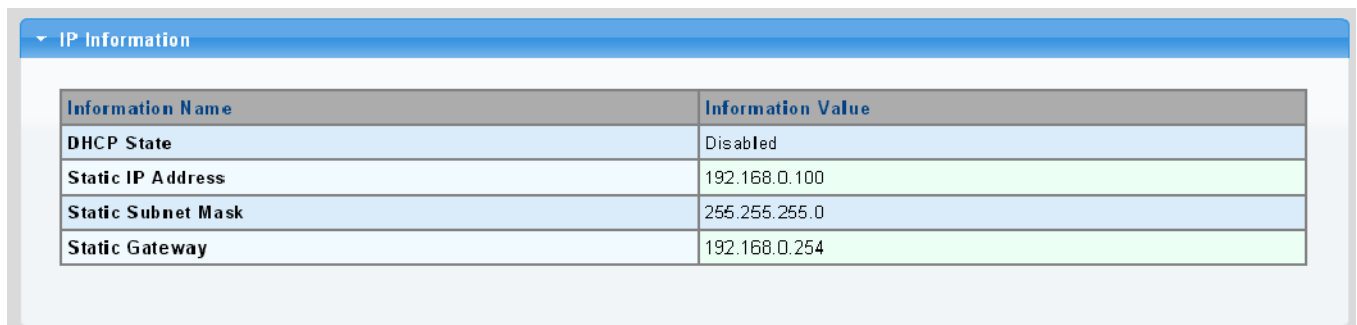 IP Information
Information Name Information Value
DHCP State Disabled
Static IP Address 192.168.0.100
Static Subnet Mask 255.255.255.0
Static Gateway 192.168.0.254